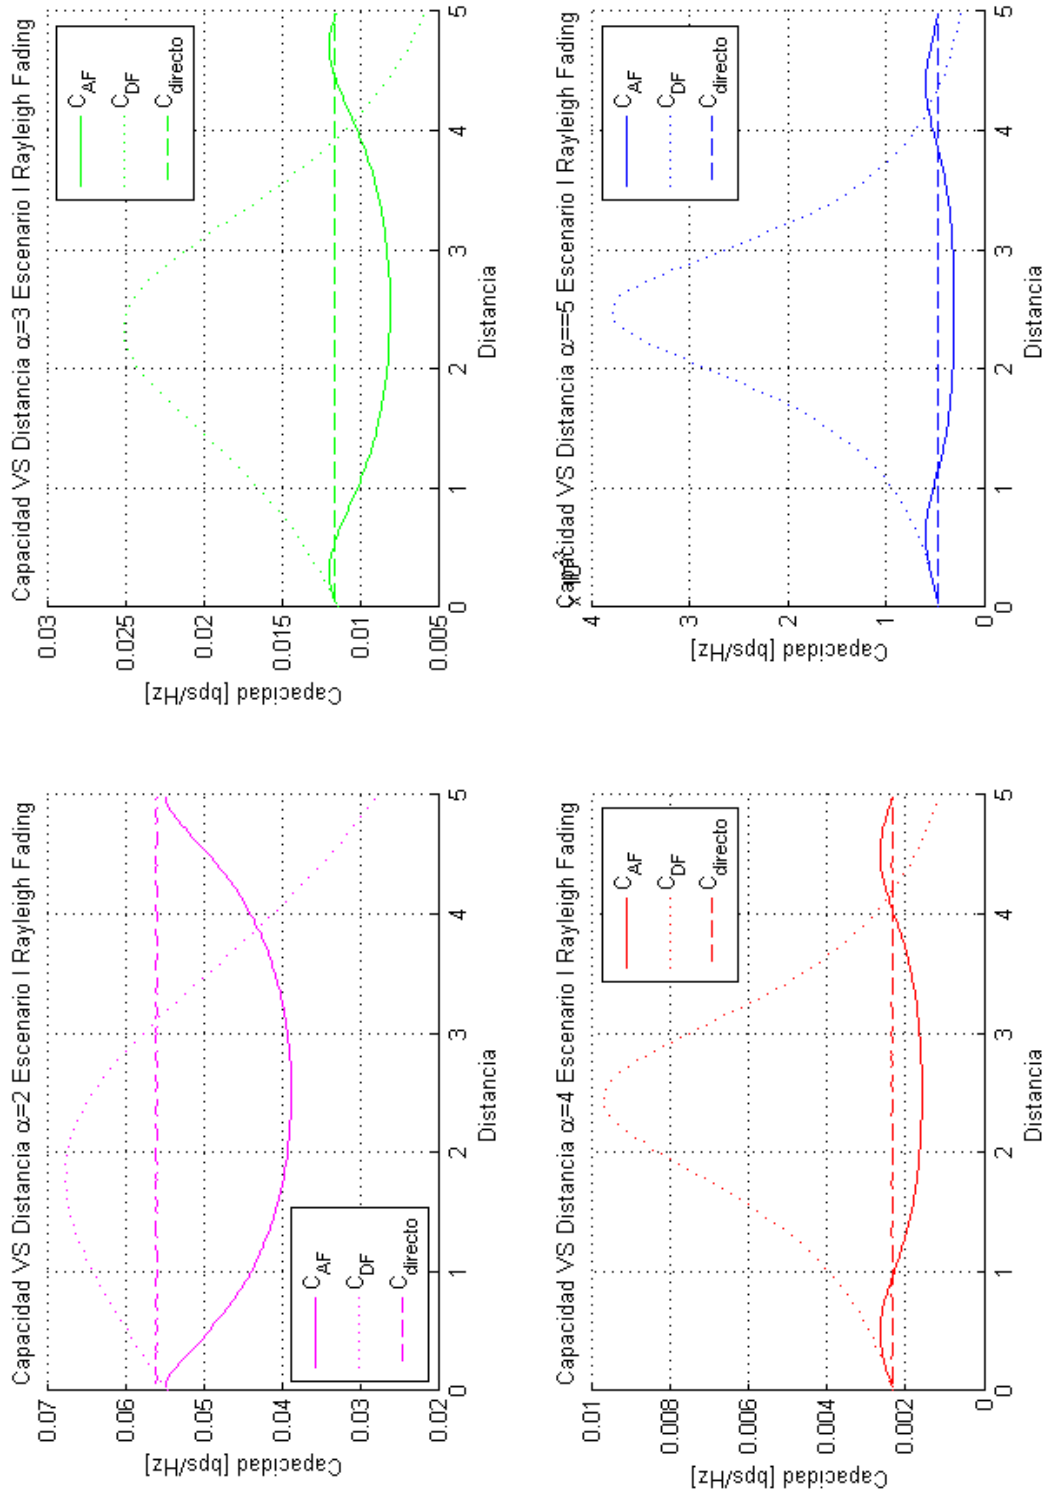 Capacidad VS Distancia α=2 Escenario I Rayleigh Fading
0.07
0.06
0.05
0.04
0.03
0.02
Capacidad [bps/Hz]
0
1
2
3
4
5
Distancia
C_AF
C_DF
C_directo
Capacidad VS Distancia α=3 Escenario I Rayleigh Fading
0.03
0.025
0.02
0.015
0.01
0.005
Capacidad [bps/Hz]
0
1
2
3
4
5
Distancia
C_AF
C_DF
C_directo
Capacidad VS Distancia α=4 Escenario I Rayleigh Fading
0.01
0.008
0.006
0.004
0.002
0
Capacidad [bps/Hz]
0
1
2
3
4
5
Distancia
C_AF
C_DF
C_directo
Capacidad VS Distancia α==5 Escenario I Rayleigh Fading
x 10^-3
4
3
2
1
0
Capacidad [bps/Hz]
0
1
2
3
4
5
Distancia
C_AF
C_DF
C_directo